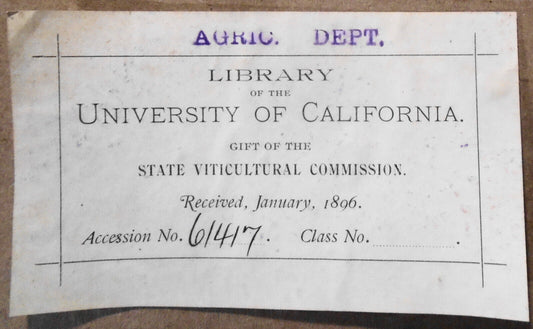 AGRIC. DEPT.
LIBRARY
OF THE
UNIVERSITY OF CALIFORNIA.
GIFT OF THE
STATE VITICULTURAL COMMISSION.
Received, January, 1896.
Accession No. 61417. Class No. .